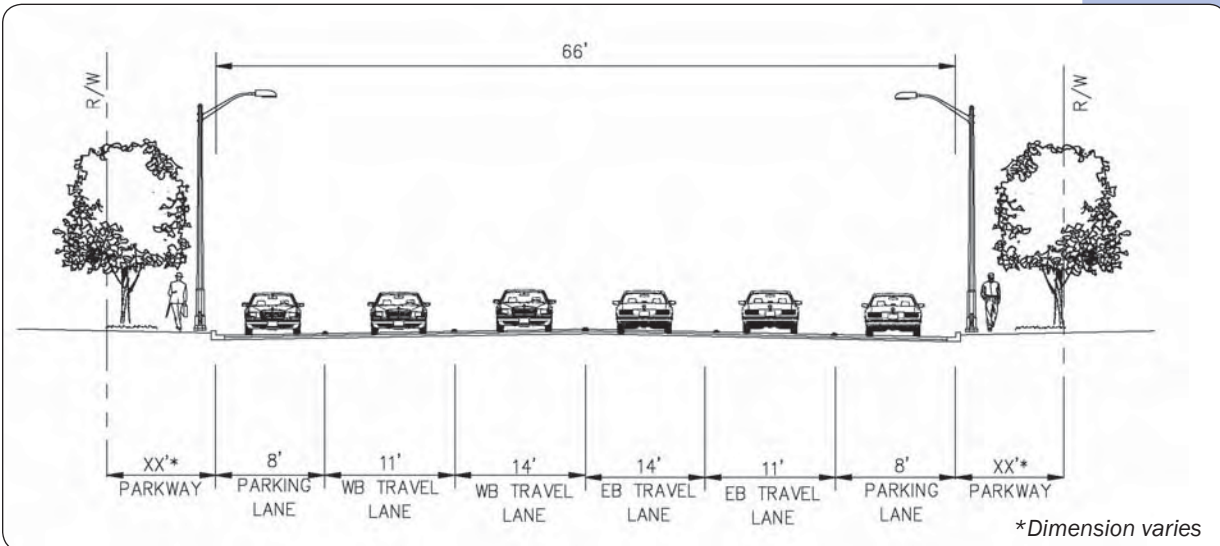 66'
R/W
R/W
XX'*
PARKWAY
8'
PARKING
LANE
11'
WB TRAVEL
LANE
14'
WB TRAVEL
LANE
14'
EB TRAVEL
LANE
11'
EB TRAVEL
LANE
8'
PARKING
LANE
XX'*
PARKWAY
*Dimension varies